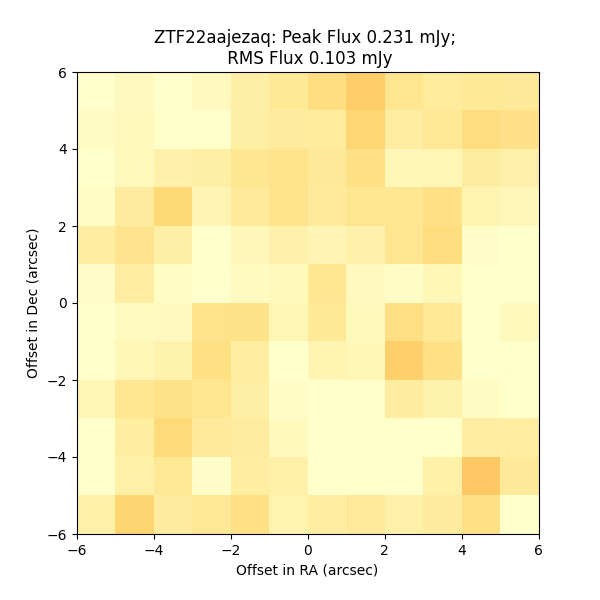 ZTF22aajezaq: Peak Flux 0.231 mJy;
RMS Flux 0.103 mJy
6
4
2
0
−2
−4
−6
Offset in Dec (arcsec)
−6 −4 −2 0 2 4 6
Offset in RA (arcsec)